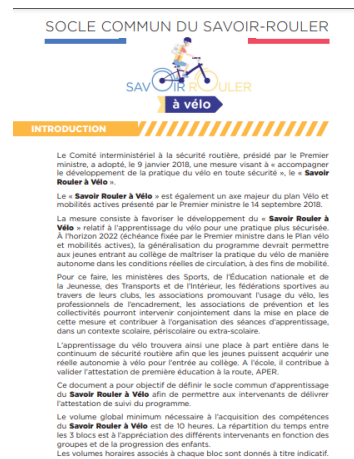 SOCLE COMMUN DU SAVOIR-ROULER
SAVOIR ROULER
à vélo
INTRODUCTION
Le Comité interministériel à la sécurité routière, présidé par le Premier
ministre, a adopté, le 9 janvier 2018, une mesure visant à « accompagner
le développement de la pratique du vélo en toute sécurité », le « Savoir
Rouler à Vélo ».
Le « Savoir Rouler à Vélo » est également un axe majeur du plan Vélo et
mobilités actives présenté par le Premier ministre le 14 septembre 2018.
La mesure consiste à favoriser le développement du « Savoir Rouler à
Vélo » relatif à l'apprentissage du vélo pour une pratique plus sécurisée.
À l'horizon 2022 (échéance fixée par le Premier ministre dans le Plan vélo
et mobilités actives), la généralisation du programme devrait permettre
aux jeunes entrant au collège de maîtriser la pratique du vélo de manière
autonome dans les conditions réelles de circulation, à des fins de mobilité.
Pour ce faire, les ministères des Sports, de l'Éducation nationale et de
la Jeunesse, des Transports et de l'Intérieur, les fédérations sportives au
travers de leurs clubs, les associations promouvant l'usage du vélo, les
professionnels de l'encadrement, les associations de prévention et les
collectivités pourront intervenir conjointement dans la mise en place de
cette mesure et contribuer à l'organisation des séances d'apprentissage,
dans un contexte scolaire, périscolaire ou extra-scolaire.
L'apprentissage du vélo trouvera ainsi une place à part entière dans le
continuum de sécurité routière afin que les jeunes puissent acquérir une
réelle autonomie à vélo pour l'entrée au collège. A l'école, il contribue à
valider l'attestation de première éducation à la route, APER.
Ce document a pour objectif de définir le socle commun d'apprentissage
du Savoir Rouler à Vélo afin de permettre aux intervenants de délivrer
l'attestation de suivi du programme.
Le volume global minimum nécessaire à l'acquisition des compétences
du Savoir Rouler à Vélo est de 10 heures. La répartition du temps entre
les 3 blocs est à l'appréciation des différents intervenants en fonction des
groupes et de la progression des enfants.
Les volumes horaires associés à chaque bloc sont donnés à titre indicatif.